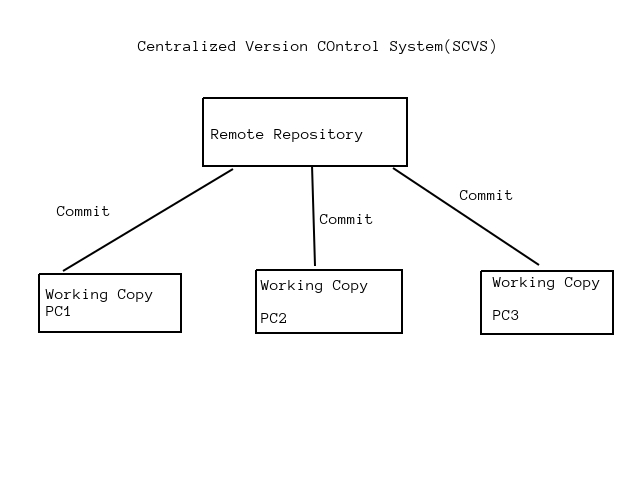 Centralized Version COntrol System(SCVS)
Remote Repository
Commit
Commit
Commit
Working Copy
PC1
Working Copy
PC2
Working Copy
PC3